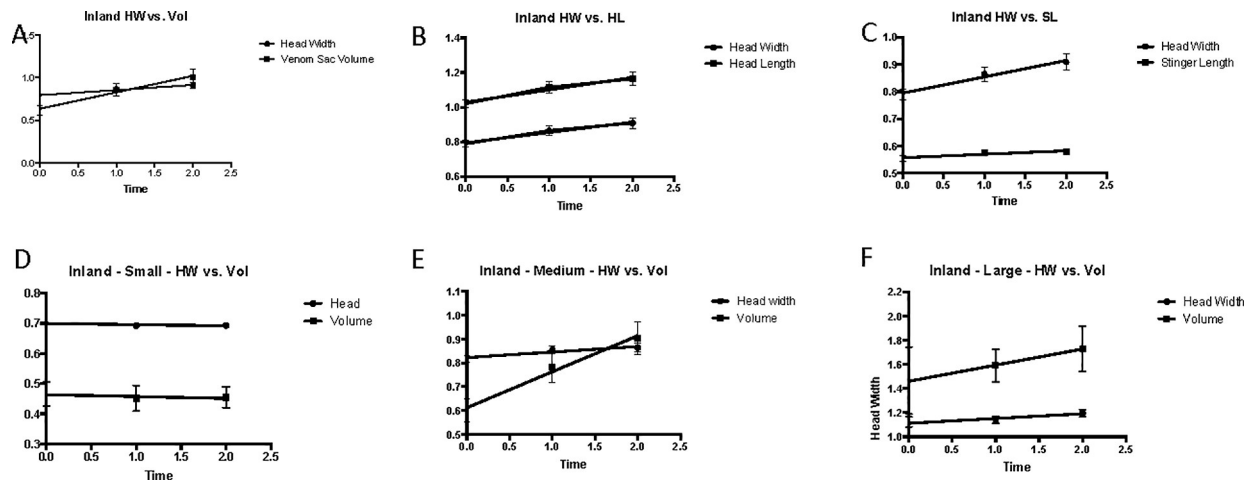 A
Inland HW vs. Vol
Head Width
Venom Sac Volume
1.5
1.0
0.5
0.0
0.0 0.5 1.0 1.5 2.0 2.5
Time
B
Inland HW vs. HL
Head Width
Head Length
1.4
1.2
1.0
0.8
0.6
0.0 0.5 1.0 1.5 2.0 2.5
Time
C
Inland HW vs. SL
Head Width
Stinger Length
1.0
0.9
0.8
0.7
0.6
0.5
0.0 0.5 1.0 1.5 2.0 2.5
Time
D
Inland - Small - HW vs. Vol
Head
Volume
0.8
0.7
0.6
0.5
0.4
0.3
0.0 0.5 1.0 1.5 2.0 2.5
Time
E
Inland - Medium - HW vs. Vol
Head width
Volume
1.1
1.0
0.9
0.8
0.7
0.6
0.5
0.0 0.5 1.0 1.5 2.0 2.5
Time
F
Inland - Large - HW vs. Vol
Head Width
Volume
2.2
2.0
1.8
1.6
1.4
1.2
1.0
Head Width
0.0 0.5 1.0 1.5 2.0 2.5
Time